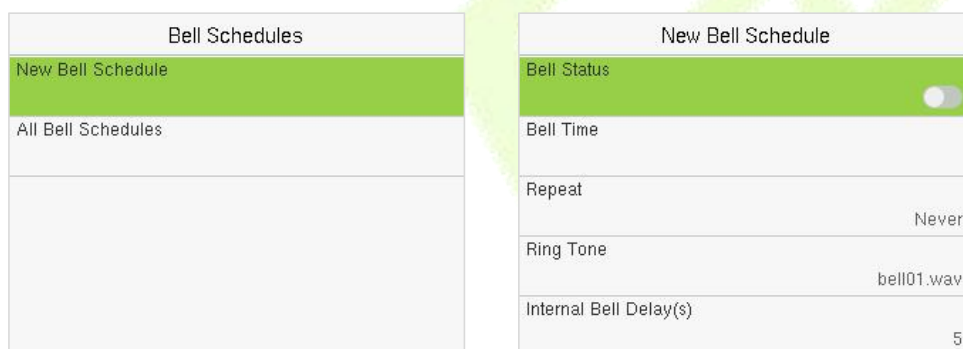 Bell Schedules
New Bell Schedule
All Bell Schedules
New Bell Schedule
Bell Status
Bell Time
Repeat
Never
Ring Tone
bell01.wav
Internal Bell Delay(s)
5